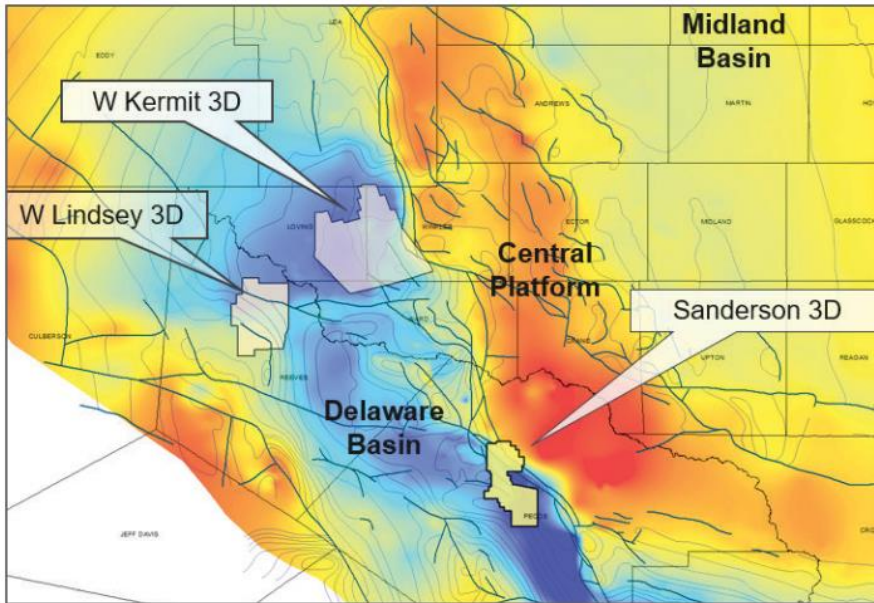 LEA
Midland
Basin
EDDY
W Kermit 3D
ANDREWS
MARTIN
W Lindsey 3D
LOVING
WINKLER
ECTOR
MIDLAND
GLASSCOCK
Central
Platform
Sanderson 3D
CULBERSON
WARD
CRANE
UPTON
REAGAN
REEVES
Delaware
Basin
PECOS
JEFF DAVIS